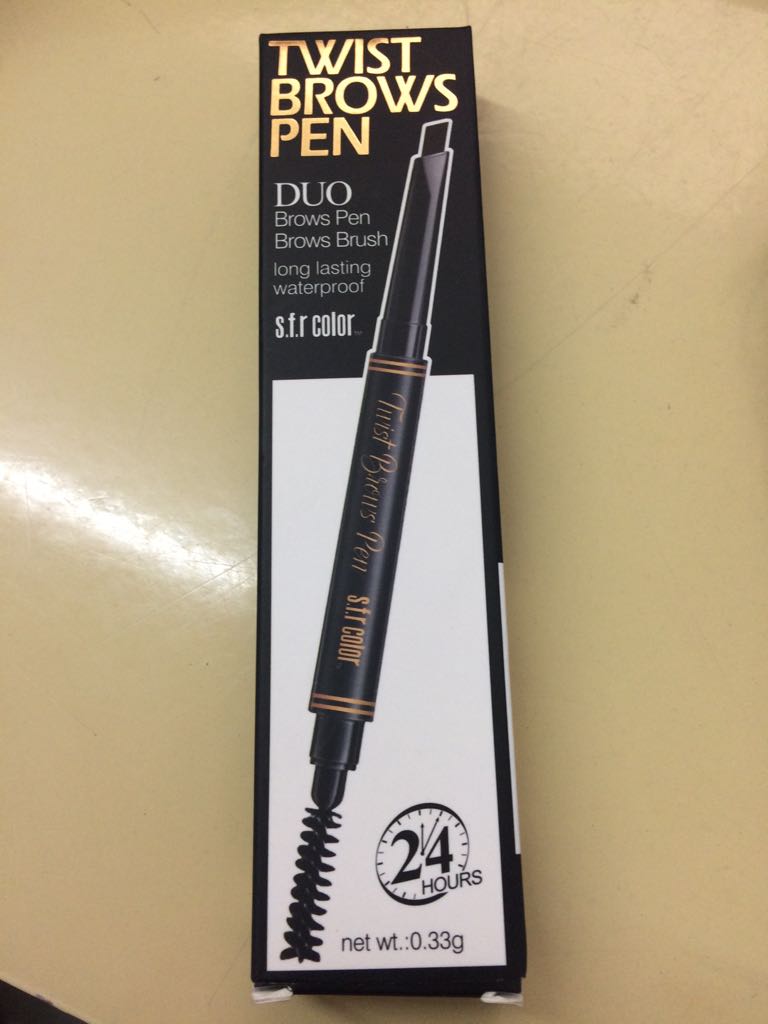 TWIST
BROWS
PEN
DUO
Brows Pen
Brows Brush
long lasting
waterproof
s.f.r color™
Twist Brows Pen s.f.r color
24
HOURS
net wt.:0.33g